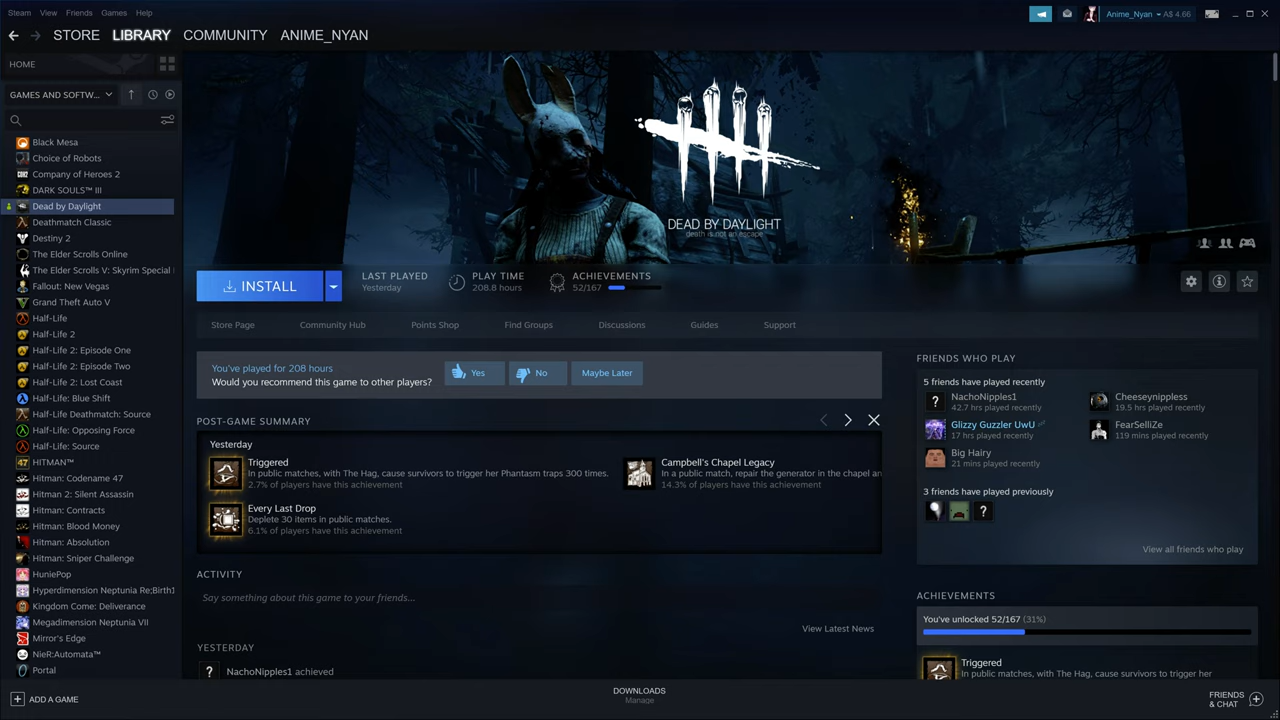 Steam View Friends Games Help
Anime_Nyan A$ 4.66
STORE LIBRARY COMMUNITY ANIME_NYAN
HOME
GAMES AND SOFTW...
Black Mesa
Choice of Robots
Company of Heroes 2
DARK SOULS™ III
Dead by Daylight
Deathmatch Classic
Destiny 2
The Elder Scrolls Online
The Elder Scrolls V: Skyrim Special
Fallout: New Vegas
Grand Theft Auto V
Half-Life
Half-Life 2
Half-Life 2: Episode One
Half-Life 2: Episode Two
Half-Life 2: Lost Coast
Half-Life: Blue Shift
Half-Life Deathmatch: Source
Half-Life: Opposing Force
Half-Life: Source
HITMAN™
Hitman: Codename 47
Hitman 2: Silent Assassin
Hitman: Contracts
Hitman: Blood Money
Hitman: Absolution
Hitman: Sniper Challenge
HuniePop
Hyperdimension Neptunia Re;Birth1
Kingdom Come: Deliverance
Megadimension Neptunia VII
Mirror's Edge
NieR:Automata™
Portal
ADD A GAME
DEAD BY DAYLIGHT
death is not an escape
INSTALL
LAST PLAYED
Yesterday
PLAY TIME
208.8 hours
ACHIEVEMENTS
52/167
Store Page Community Hub Points Shop Find Groups Discussions Guides Support
You've played for 208 hours
Would you recommend this game to other players?
Yes No Maybe Later
POST-GAME SUMMARY
Yesterday
Triggered
In public matches, with The Hag, cause survivors to trigger her Phantasm traps 300 times.
2.7% of players have this achievement
Campbell's Chapel Legacy
In a public match, repair the generator in the chapel an
14.3% of players have this achievement
Every Last Drop
Deplete 30 items in public matches.
6.1% of players have this achievement
ACTIVITY
Say something about this game to your friends...
View Latest News
YESTERDAY
NachoNipples1 achieved
FRIENDS WHO PLAY
5 friends have played recently
NachoNipples1
42.7 hrs played recently
Cheeseynippless
19.5 hrs played recently
Glizzy Guzzler UwU
17 hrs played recently
FearSelliZe
119 mins played recently
Big Hairy
21 mins played recently
3 friends have played previously
View all friends who play
ACHIEVEMENTS
You've unlocked 52/167 (31%)
Triggered
In public matches, with The Hag, cause survivors to trigger her
DOWNLOADS
Manage
FRIENDS
& CHAT